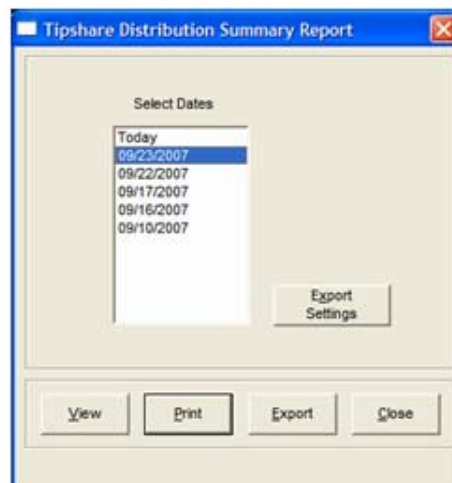 Tipshare Distribution Summary Report
Select Dates
Today
09/23/2007
09/22/2007
09/17/2007
09/16/2007
09/10/2007
Export
Settings
View Print Export Close